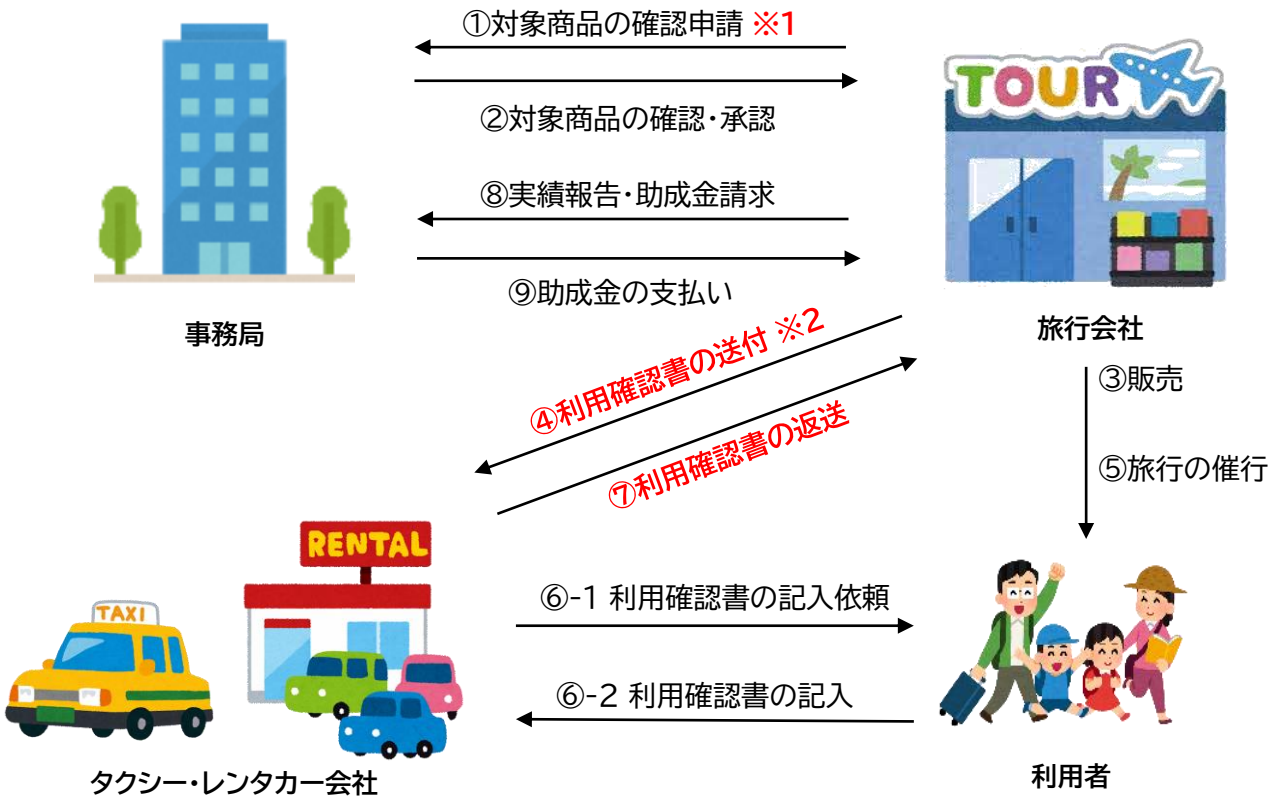 ①対象商品の確認申請 ※1
②対象商品の確認・承認
⑧実績報告・助成金請求
⑨助成金の支払い
事務局
TOUR
旅行会社
④利用確認書の送付 ※2
⑦利用確認書の返送
③販売
⑤旅行の催行
RENTAL
TAXI
⑥-1 利用確認書の記入依頼
⑥-2 利用確認書の記入
タクシー・レンタカー会社
利用者